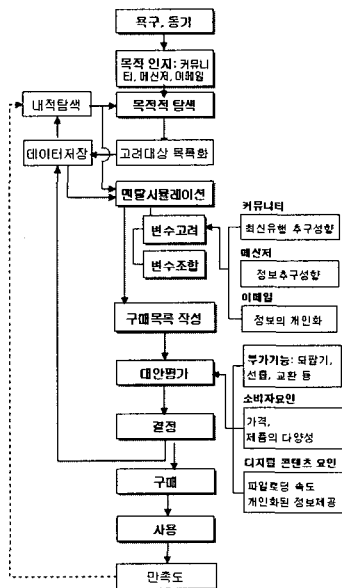 욕구, 동기
목적 인지: 커뮤니
티, 메신저, 이메일
내적탐색
목적적 탐색
데이터저장
고려대상 목록화
멘탈시뮬레이션
커뮤니티
변수고려
최신유행 추구성향
메신저
변수조합
정보추구성향
이메일
정보의 개인화
구매목록 작성
부가기능: 되팔기,
선물, 교환 등
대안평가
소비자요인
가격,
제품의 다양성
결정
디지털 콘텐츠 요인
구매
파일로딩 속도
개인화된 정보제공
사용
만족도